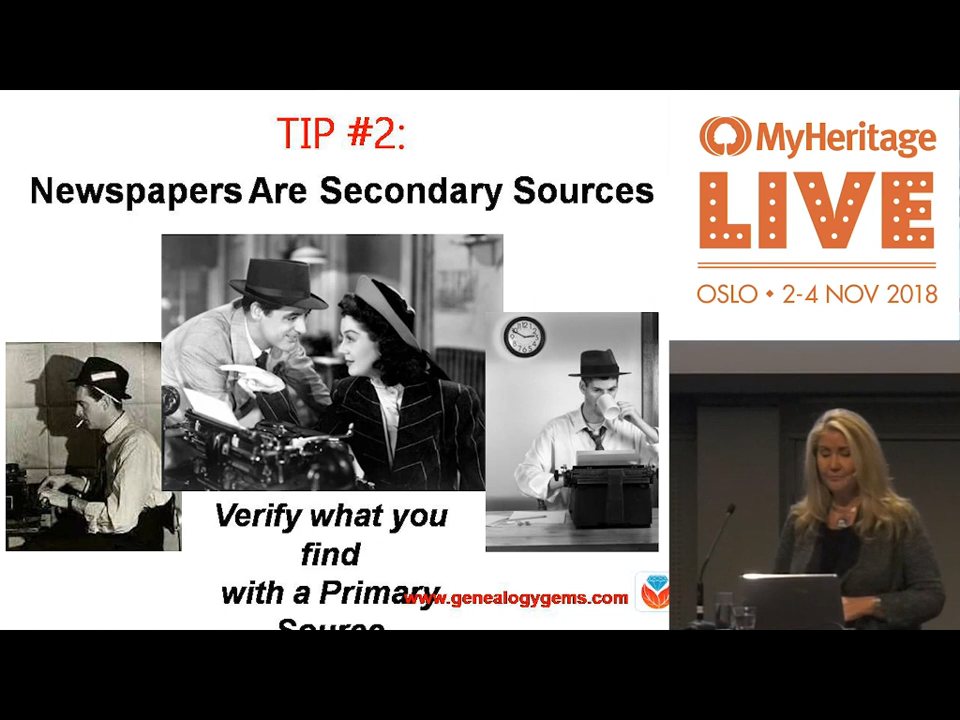 TIP #2:
Newspapers Are Secondary Sources
Verify what you
find
with a Primary
Source
www.genealogygems.com
MyHeritage
LIVE
OSLO • 2-4 NOV 2018